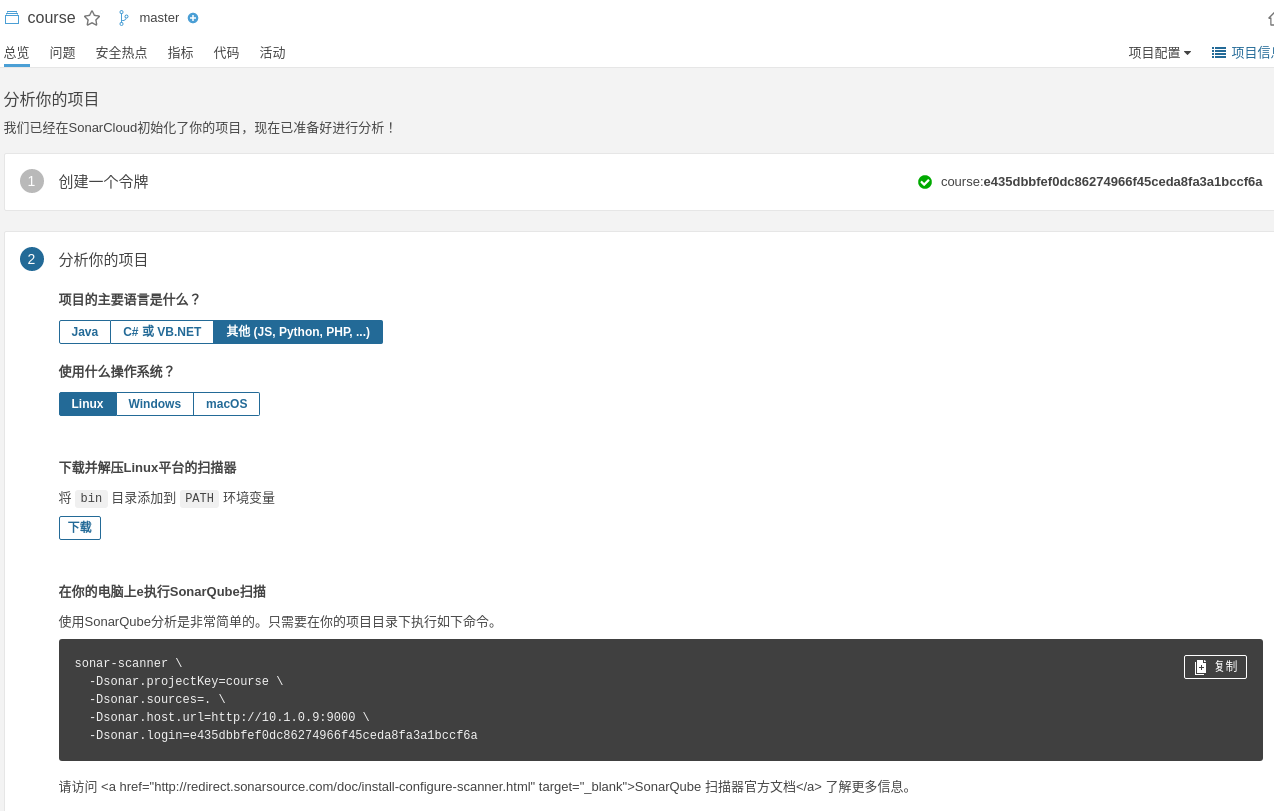 course master
总览 问题 安全热点 指标 代码 活动 项目配置 项目信息
分析你的项目
我们已经在SonarCloud初始化了你的项目，现在已准备好进行分析！
1 创建一个令牌 course:e435dbbfef0dc86274966f45ceda8fa3a1bccf6a
2 分析你的项目
项目的主要语言是什么？
Java C# 或 VB.NET 其他 (JS, Python, PHP, ...)
使用什么操作系统？
Linux Windows macOS
下载并解压Linux平台的扫描器
将 bin 目录添加到 PATH 环境变量
下载
在你的电脑上e执行SonarQube扫描
使用SonarQube分析是非常简单的。只需要在你的项目目录下执行如下命令。
复制
sonar-scanner \
-Dsonar.projectKey=course \
-Dsonar.sources=. \
-Dsonar.host.url=http://10.1.0.9:9000 \
-Dsonar.login=e435dbbfef0dc86274966f45ceda8fa3a1bccf6a
请访问 <a href="http://redirect.sonarsource.com/doc/install-configure-scanner.html" target="_blank">SonarQube 扫描器官方文档</a> 了解更多信息。